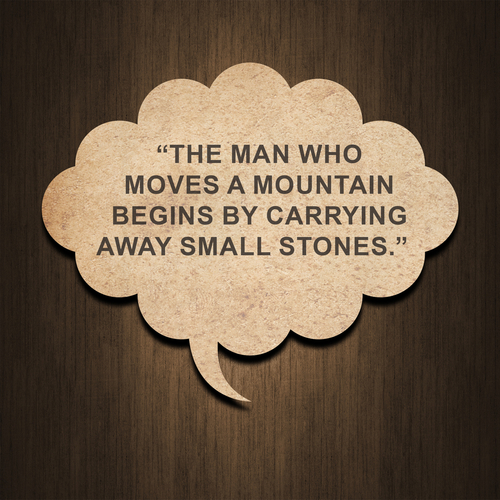 “THE MAN WHO
MOVES A MOUNTAIN
BEGINS BY CARRYING
AWAY SMALL STONES.”